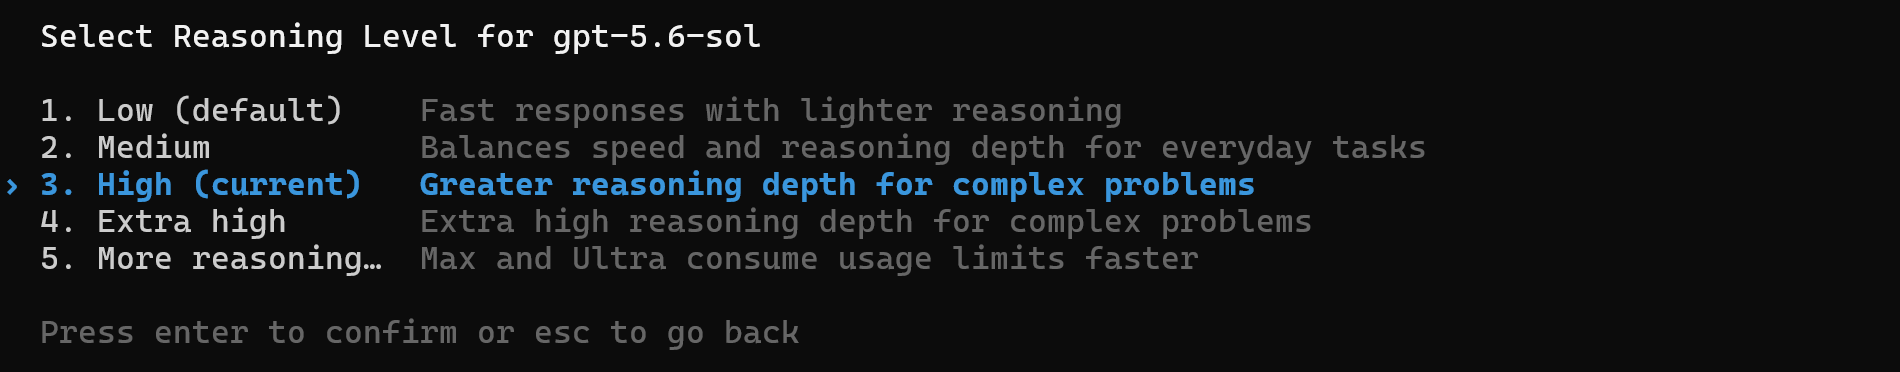 Select Reasoning Level for gpt-5.6-sol
1. Low (default) Fast responses with lighter reasoning
2. Medium Balances speed and reasoning depth for everyday tasks
› 3. High (current) Greater reasoning depth for complex problems
4. Extra high Extra high reasoning depth for complex problems
5. More reasoning… Max and Ultra consume usage limits faster
Press enter to confirm or esc to go back